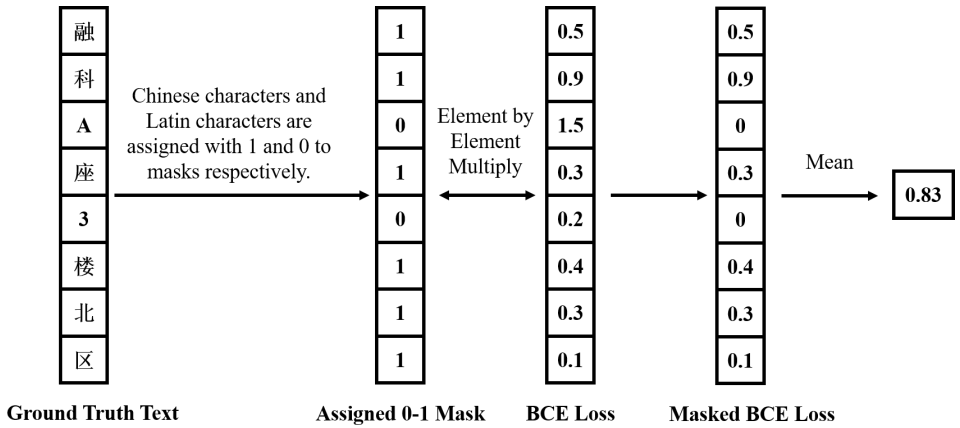 融
科
A
座
3
楼
北
区
Ground Truth Text
Chinese characters and
Latin characters are
assigned with 1 and 0 to
masks respectively.
1
1
0
1
0
1
1
1
Assigned 0-1 Mask
Element by
Element
Multiply
0.5
0.9
1.5
0.3
0.2
0.4
0.3
0.1
BCE Loss
0.5
0.9
0
0.3
0
0.4
0.3
0.1
Masked BCE Loss
Mean
0.83